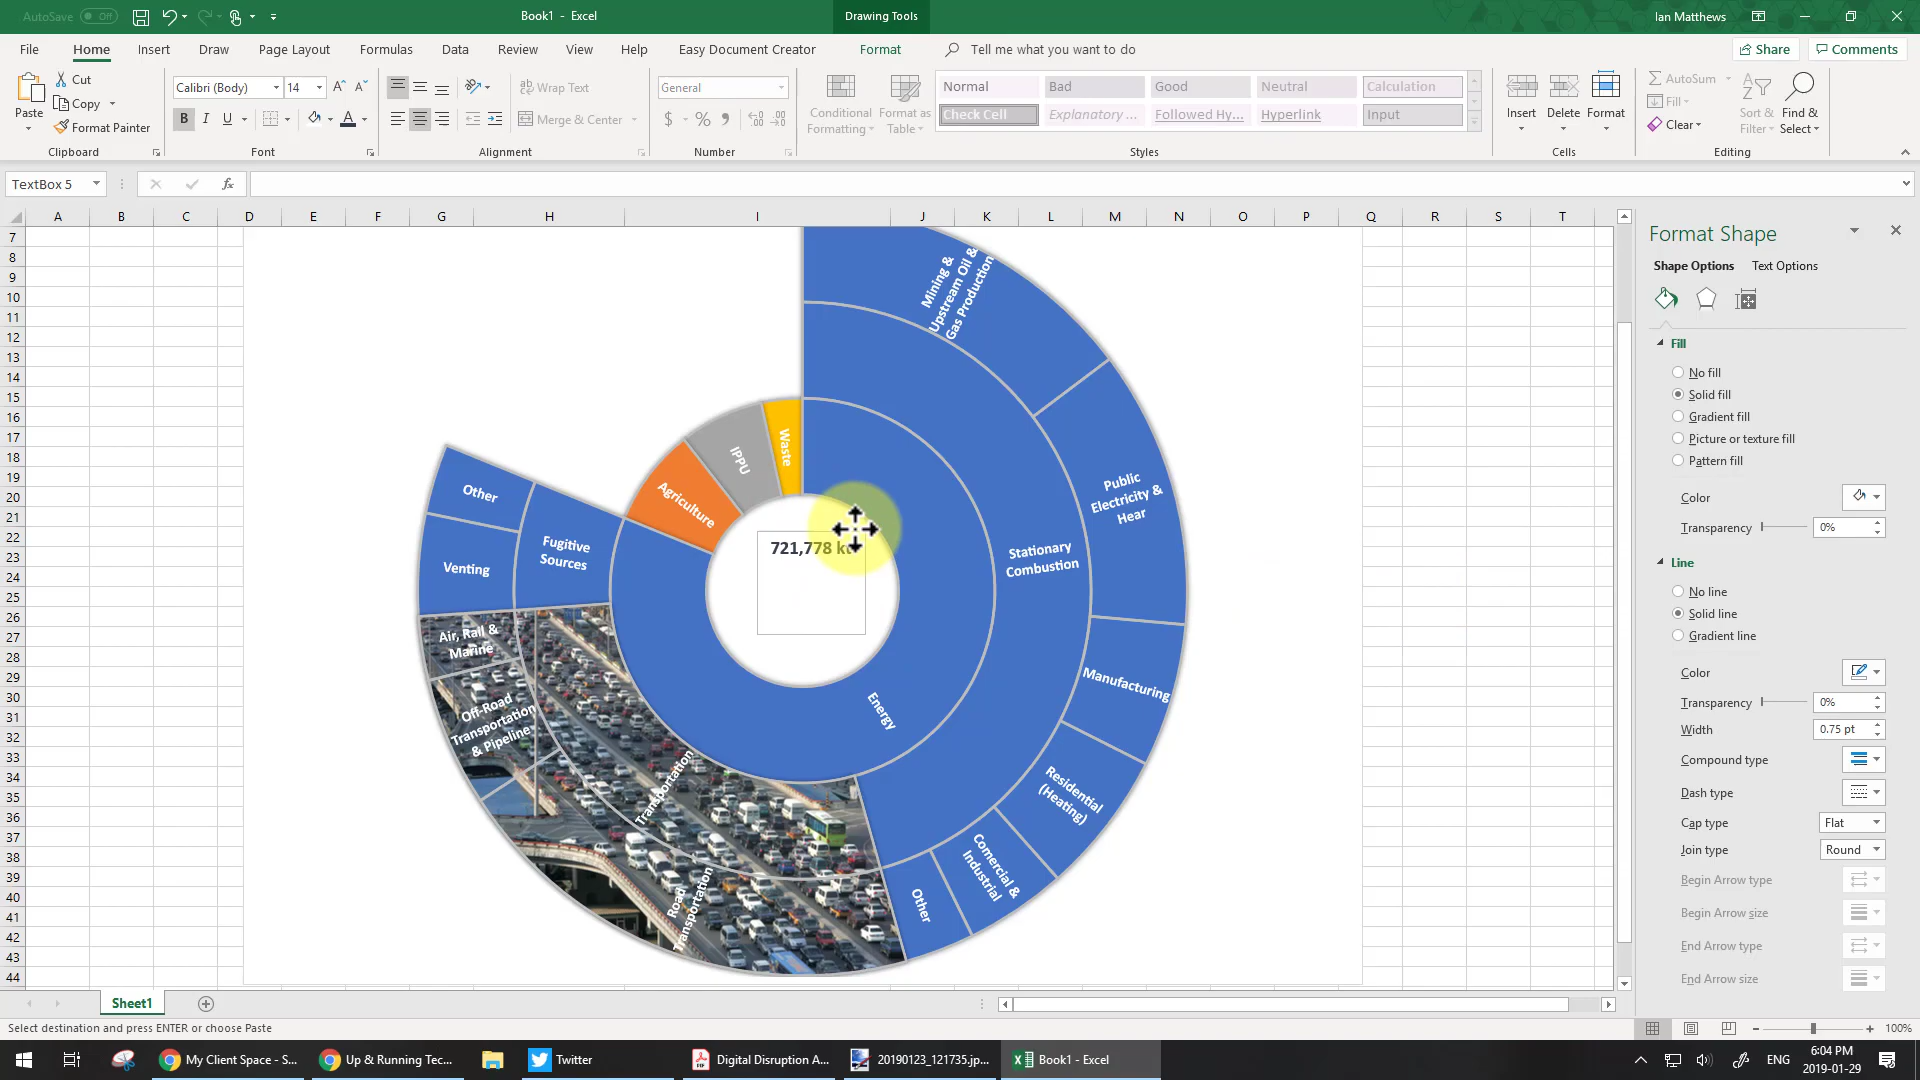 AutoSave Off
Book1 - Excel
Drawing Tools
Ian Matthews
File Home Insert Draw Page Layout Formulas Data Review View Help Easy Document Creator Format Tell me what you want to do Share Comments
Paste
Cut
Copy
Format Painter
Clipboard
Calibri (Body) 14
B I U
Font
Wrap Text
Merge & Center
Alignment
General
$ % ,
Number
Conditional Formatting
Format as Table
Normal Bad Good Neutral Calculation
Check Cell Explanatory ... Followed Hy... Hyperlink Input
Styles
Insert Delete Format
Cells
AutoSum
Fill
Clear
Sort & Filter
Find & Select
Editing
TextBox 5
fx
A B C D E F G H I J K L M N O P Q R S T
7
8
9
10
11
12
13
14
15
16
17
18
19
20
21
22
23
24
25
26
27
28
29
30
31
32
33
34
35
36
37
38
39
40
41
42
43
44
Mining &
Upstream Oil &
Gas Production
Public
Electricity &
Hear
Stationary
Combustion
Manufacturing
Residential
(Heating)
Comercial &
Industrial
Other
Energy
Waste
IPPU
Agriculture
721,778
Other
Venting
Fugitive
Sources
Air, Rail &
Marine
Off-Road
Transportation
& Pipeline
Transportation
Road
Transportation
Format Shape
Shape Options Text Options
Fill
No fill
Solid fill
Gradient fill
Picture or texture fill
Pattern fill
Color
Transparency 0%
Line
No line
Solid line
Gradient line
Color
Transparency 0%
Width 0.75 pt
Compound type
Dash type
Cap type Flat
Join type Round
Begin Arrow type
Begin Arrow size
End Arrow type
End Arrow size
Sheet1
Select destination and press ENTER or choose Paste
100%
My Client Space - S...
Up & Running Tec...
Twitter
Digital Disruption A...
20190123_121735.jp...
Book1 - Excel
ENG
6:04 PM
2019-01-29